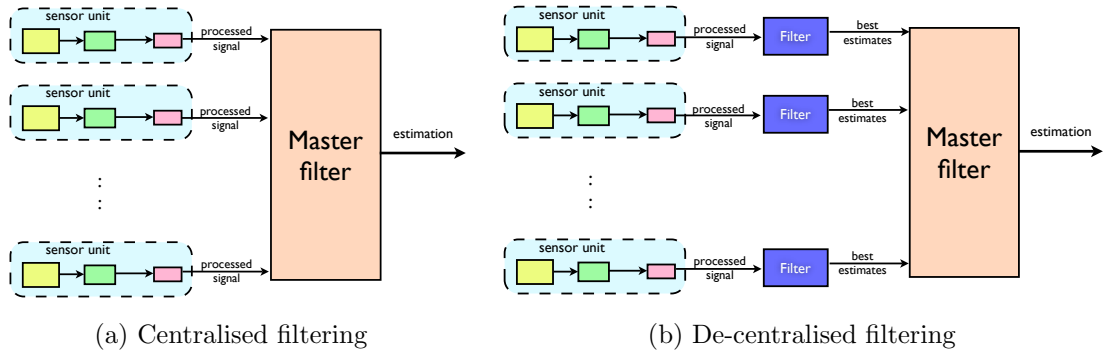 sensor unit
processed
signal
sensor unit
processed
signal
Master
filter
estimation
sensor unit
processed
signal
(a) Centralised filtering
sensor unit
processed
signal
Filter
best
estimates
sensor unit
processed
signal
Filter
best
estimates
Master
filter
estimation
sensor unit
processed
signal
Filter
best
estimates
(b) De-centralised filtering